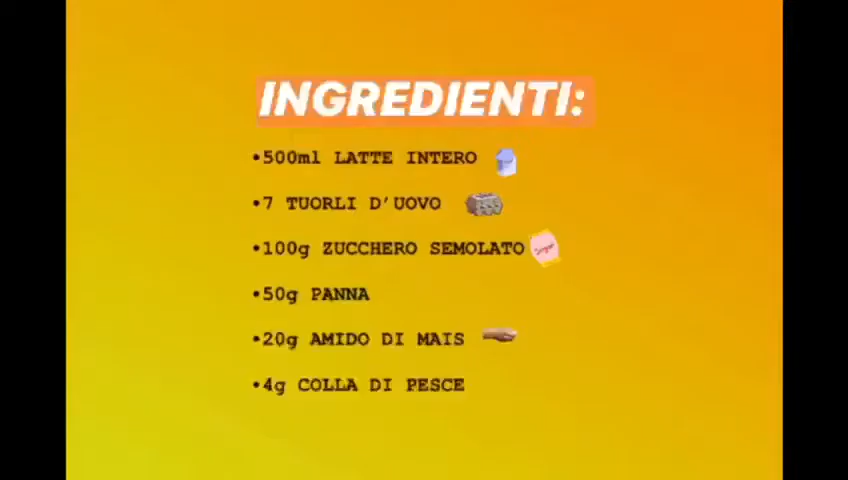 INGREDIENTI:
•500ml LATTE INTERO
•7 TUORLI D'UOVO
•100g ZUCCHERO SEMOLATO
•50g PANNA
•20g AMIDO DI MAIS
•4g COLLA DI PESCE